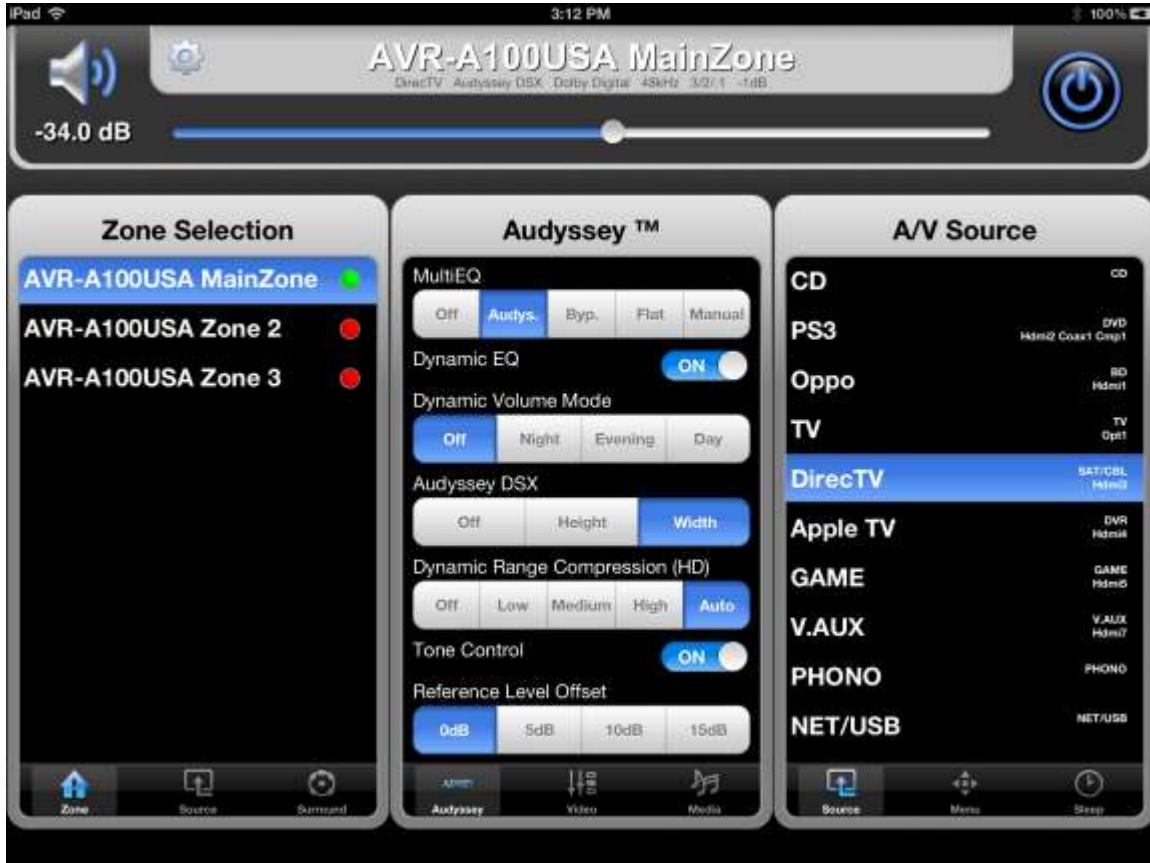 iPad 3:12 PM 100%
AVR-A100USA MainZone
DirecTV Audyssey DSX Dolby Digital 48kHz 3/2/.1 -1dB
-34.0 dB
Zone Selection
AVR-A100USA MainZone
AVR-A100USA Zone 2
AVR-A100USA Zone 3
Zone Source Surround
Audyssey ™
MultiEQ
Off Audys. Byp. Flat Manual
Dynamic EQ ON
Dynamic Volume Mode
Off Night Evening Day
Audyssey DSX
Off Height Width
Dynamic Range Compression (HD)
Off Low Medium High Auto
Tone Control ON
Reference Level Offset
0dB 5dB 10dB 15dB
Audyssey Video Media
A/V Source
CD CD
PS3 DVD
Hdmi2 Coax1 Cmp1
Oppo BD
Hdmi1
TV TV
Opt1
DirecTV SAT/CBL
Hdmi3
Apple TV DVR
Hdmi4
GAME GAME
Hdmi5
V.AUX V.AUX
Hdmi7
PHONO PHONO
NET/USB NET/USB
Source Menu Sleep